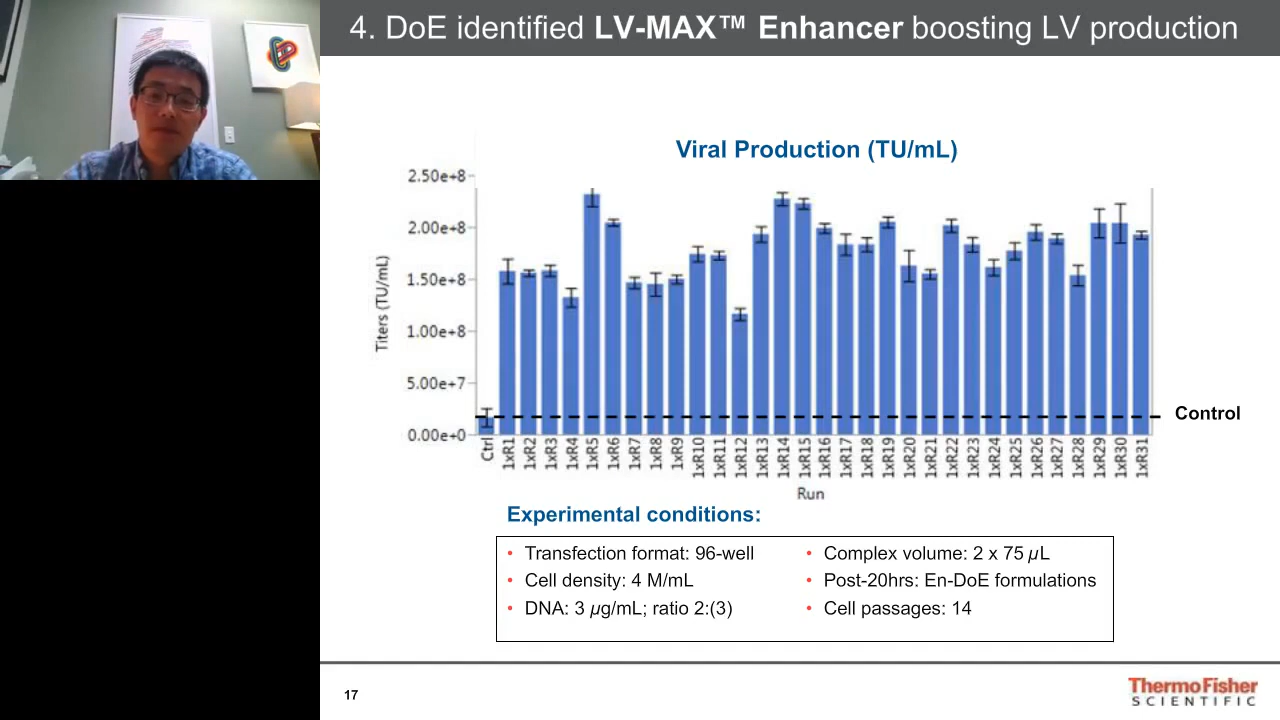 4. DoE identified LV-MAX™ Enhancer boosting LV production
Viral Production (TU/mL)
Titers (TU/mL)
2.50e+8
2.00e+8
1.50e+8
1.00e+8
5.00e+7
0.00e+0
Control
Ctrl 1xR1 1xR2 1xR3 1xR4 1xR5 1xR6 1xR7 1xR8 1xR9 1xR10 1xR11 1xR12 1xR13 1xR14 1xR15 1xR16 1xR17 1xR18 1xR19 1xR20 1xR21 1xR22 1xR23 1xR24 1xR25 1xR26 1xR27 1xR28 1xR29 1xR30 1xR31
Run
Experimental conditions:
• Transfection format: 96-well
• Cell density: 4 M/mL
• DNA: 3 µg/mL; ratio 2:(3)
• Complex volume: 2 x 75 µL
• Post-20hrs: En-DoE formulations
• Cell passages: 14
17
ThermoFisher
SCIENTIFIC